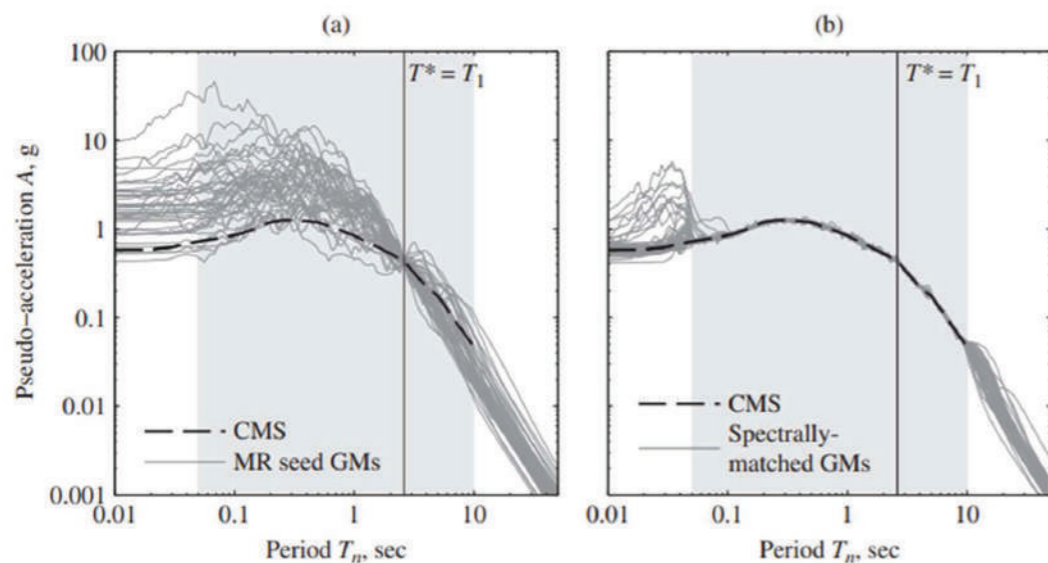 (a)
(b)
100
10
1
0.1
0.01
0.001
Pseudo−acceleration A, g
T* = T1
CMS
MR seed GMs
0.01
0.1
1
10
Period Tn, sec
T* = T1
CMS
Spectrally-
matched GMs
0.01
0.1
1
10
Period Tn, sec